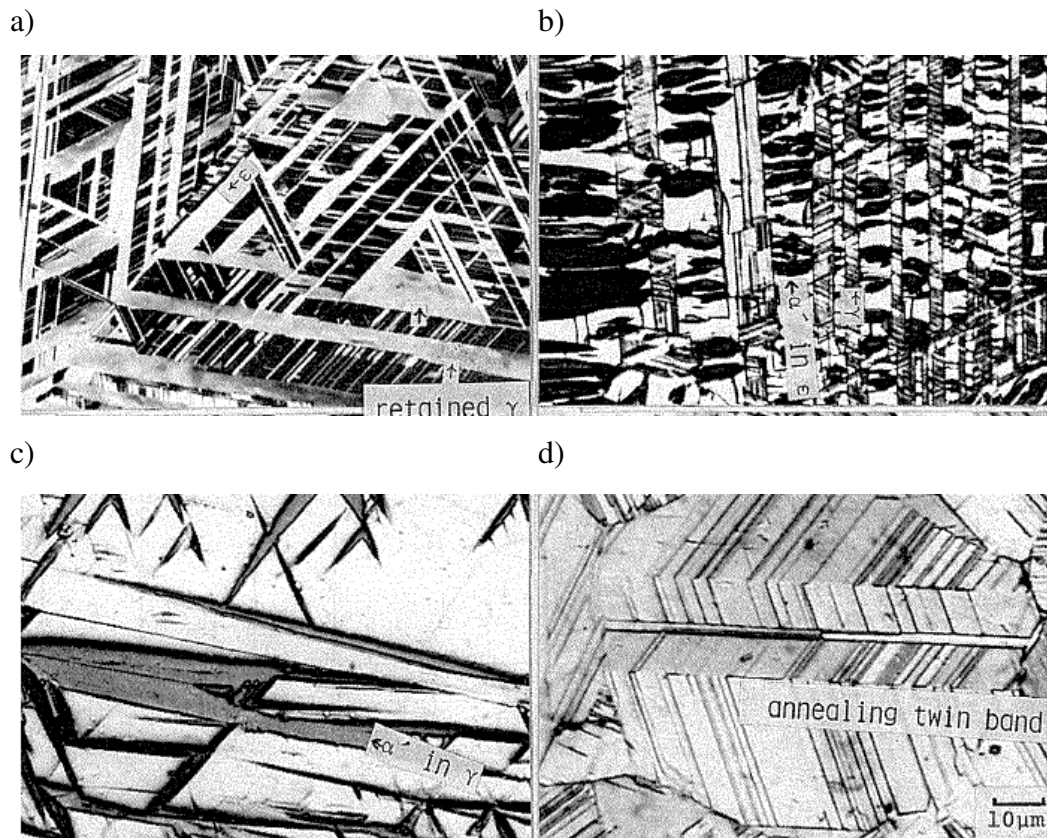 a)
b)
←ε
retained γ
←α′ in ε
←γ
c)
d)
←α′ in γ
annealing twin band
10μm